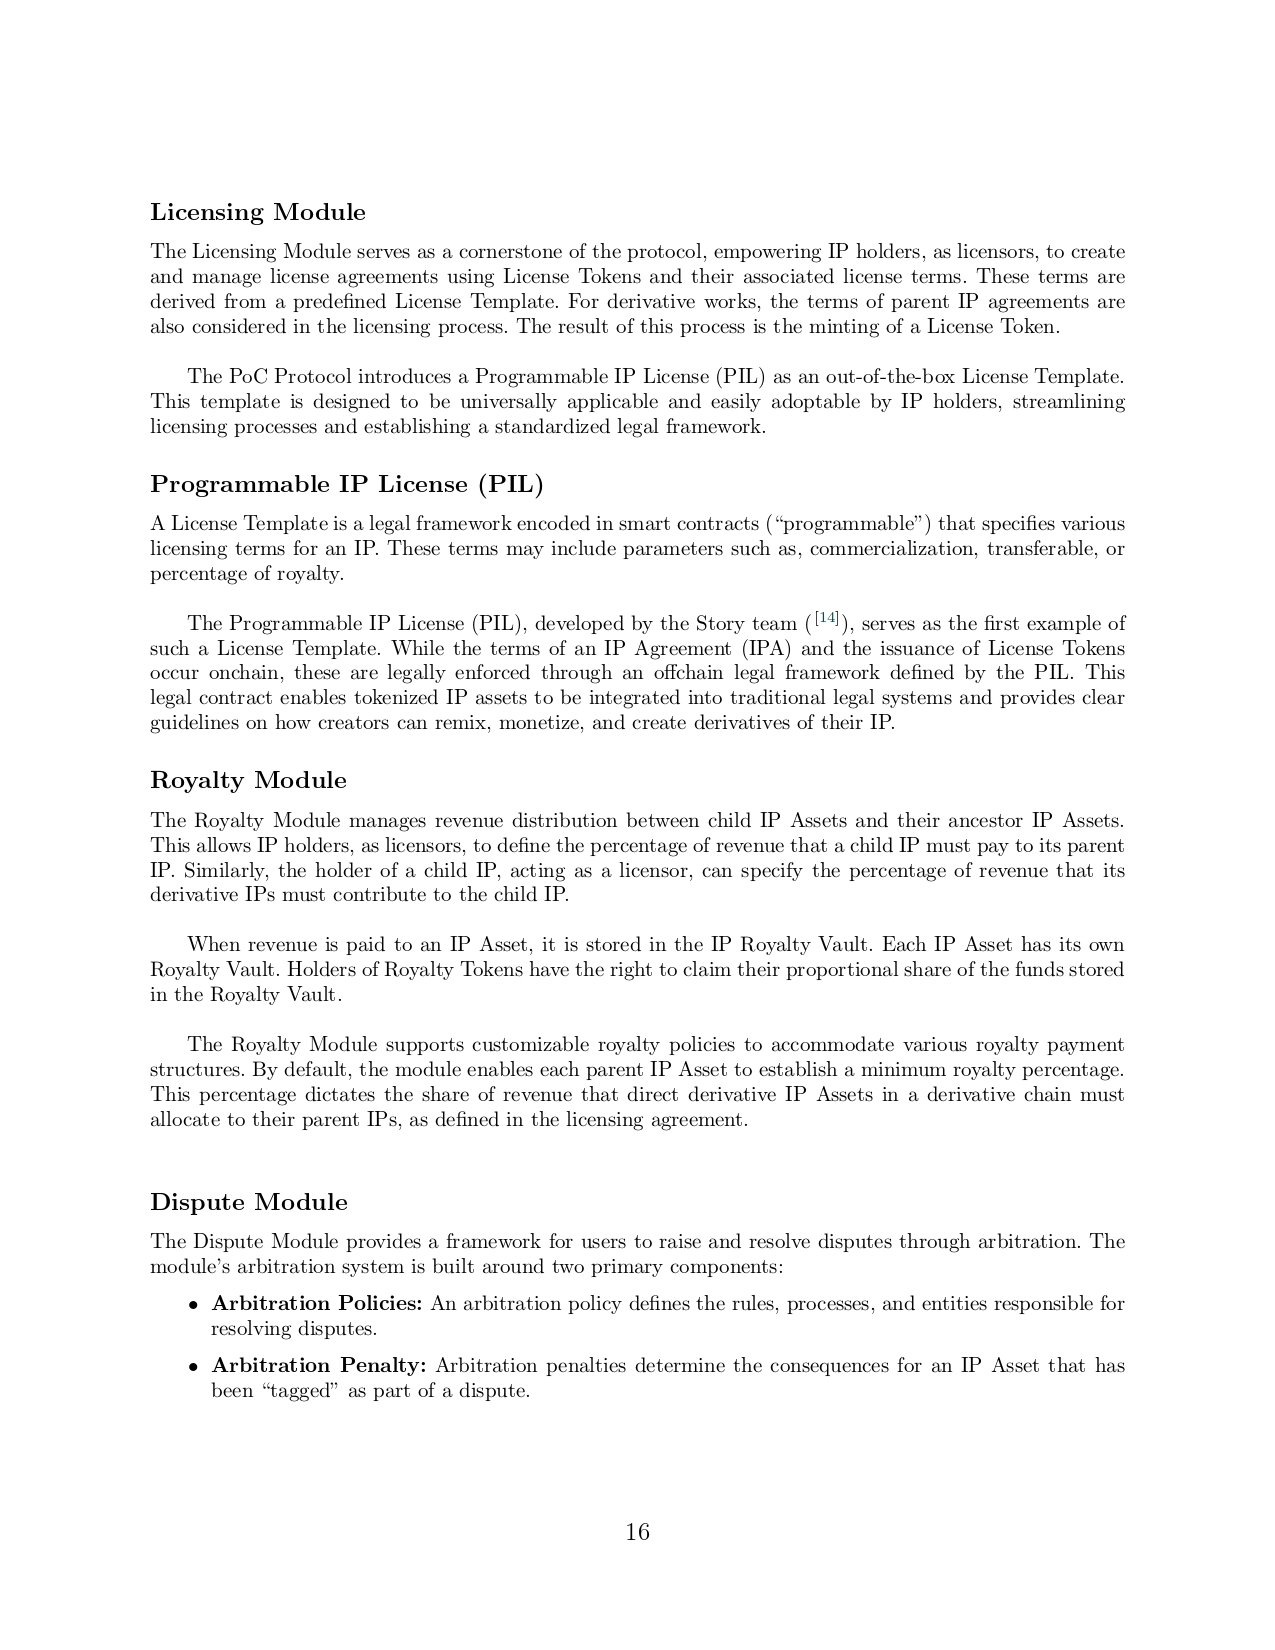 Licensing Module
The Licensing Module serves as a cornerstone of the protocol, empowering IP holders, as licensors, to create
and manage license agreements using License Tokens and their associated license terms. These terms are
derived from a predefined License Template. For derivative works, the terms of parent IP agreements are
also considered in the licensing process. The result of this process is the minting of a License Token.
The PoC Protocol introduces a Programmable IP License (PIL) as an out-of-the-box License Template.
This template is designed to be universally applicable and easily adoptable by IP holders, streamlining
licensing processes and establishing a standardized legal framework.
Programmable IP License (PIL)
A License Template is a legal framework encoded in smart contracts (“programmable”) that specifies various
licensing terms for an IP. These terms may include parameters such as, commercialization, transferable, or
percentage of royalty.
The Programmable IP License (PIL), developed by the Story team ([14]), serves as the first example of
such a License Template. While the terms of an IP Agreement (IPA) and the issuance of License Tokens
occur onchain, these are legally enforced through an offchain legal framework defined by the PIL. This
legal contract enables tokenized IP assets to be integrated into traditional legal systems and provides clear
guidelines on how creators can remix, monetize, and create derivatives of their IP.
Royalty Module
The Royalty Module manages revenue distribution between child IP Assets and their ancestor IP Assets.
This allows IP holders, as licensors, to define the percentage of revenue that a child IP must pay to its parent
IP. Similarly, the holder of a child IP, acting as a licensor, can specify the percentage of revenue that its
derivative IPs must contribute to the child IP.
When revenue is paid to an IP Asset, it is stored in the IP Royalty Vault. Each IP Asset has its own
Royalty Vault. Holders of Royalty Tokens have the right to claim their proportional share of the funds stored
in the Royalty Vault.
The Royalty Module supports customizable royalty policies to accommodate various royalty payment
structures. By default, the module enables each parent IP Asset to establish a minimum royalty percentage.
This percentage dictates the share of revenue that direct derivative IP Assets in a derivative chain must
allocate to their parent IPs, as defined in the licensing agreement.
Dispute Module
The Dispute Module provides a framework for users to raise and resolve disputes through arbitration. The
module’s arbitration system is built around two primary components:
• Arbitration Policies: An arbitration policy defines the rules, processes, and entities responsible for
resolving disputes.
• Arbitration Penalty: Arbitration penalties determine the consequences for an IP Asset that has
been “tagged” as part of a dispute.
16